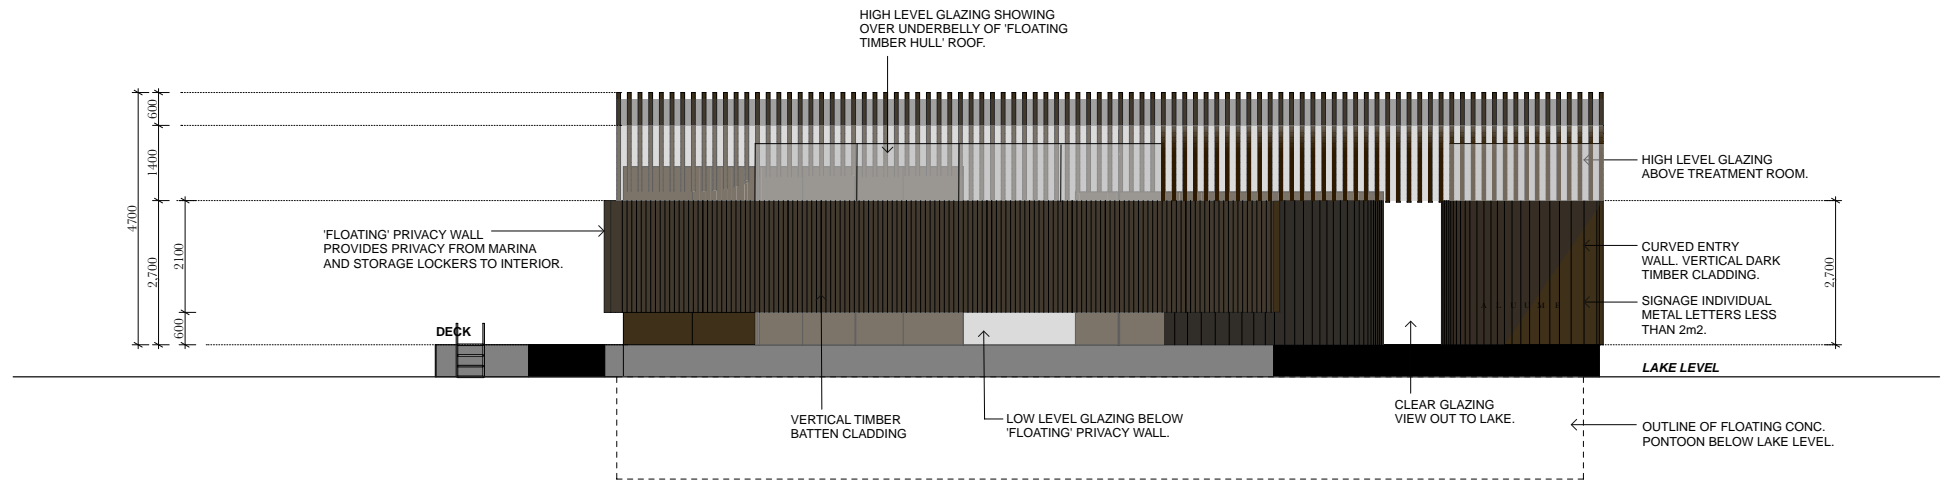 HIGH LEVEL GLAZING SHOWING
OVER UNDERBELLY OF 'FLOATING
TIMBER HULL' ROOF.
600
1400
4700
2,700
2100
600
'FLOATING' PRIVACY WALL
PROVIDES PRIVACY FROM MARINA
AND STORAGE LOCKERS TO INTERIOR.
HIGH LEVEL GLAZING
ABOVE TREATMENT ROOM.
CURVED ENTRY
WALL. VERTICAL DARK
TIMBER CLADDING.
2,700
SIGNAGE INDIVIDUAL
METAL LETTERS LESS
THAN 2m2.
DECK
LAKE LEVEL
VERTICAL TIMBER
BATTEN CLADDING
LOW LEVEL GLAZING BELOW
'FLOATING' PRIVACY WALL.
CLEAR GLAZING
VIEW OUT TO LAKE.
OUTLINE OF FLOATING CONC.
PONTOON BELOW LAKE LEVEL.